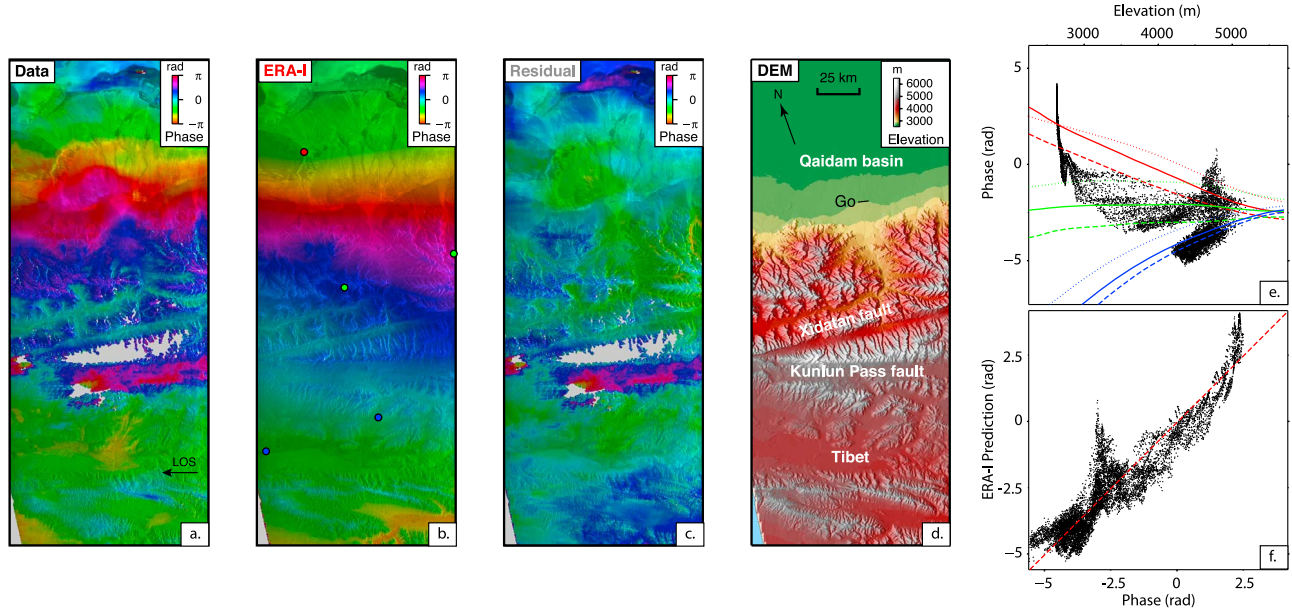 Data
rad
π
0
−π
Phase
LOS
a.
ERA-I
rad
π
0
−π
Phase
b.
Residual
rad
π
0
−π
Phase
c.
DEM
25 km
N
m
6000
5000
4000
3000
Elevation
Qaidam basin
Go
Xidatan fault
Kunlun Pass fault
Tibet
d.
Elevation (m)
3000 4000 5000
Phase (rad)
5
0
−5
e.
ERA-I Prediction (rad)
2.5
0
-2.5
−5
f.
−5 -2.5 0 2.5
Phase (rad)